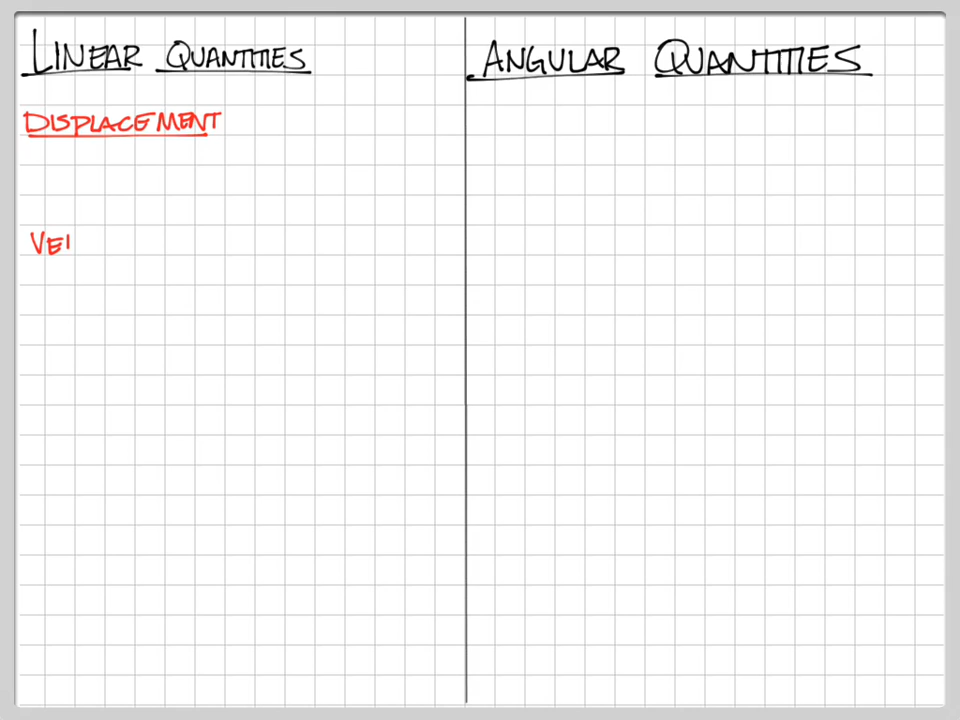 LINEAR QUANTITIES
DISPLACEMENT
VEL
ANGULAR QUANTITIES